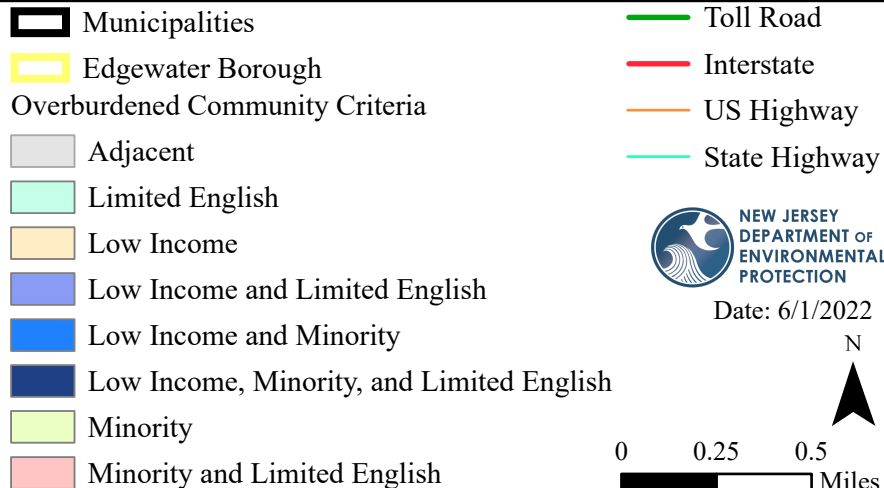 Municipalities
Edgewater Borough
Overburdened Community Criteria
Adjacent
Limited English
Low Income
Low Income and Limited English
Low Income and Minority
Low Income, Minority, and Limited English
Minority
Minority and Limited English
Toll Road
Interstate
US Highway
State Highway
NEW JERSEY
DEPARTMENT OF
ENVIRONMENTAL
PROTECTION
Date: 6/1/2022
N
0 0.25 0.5
Miles